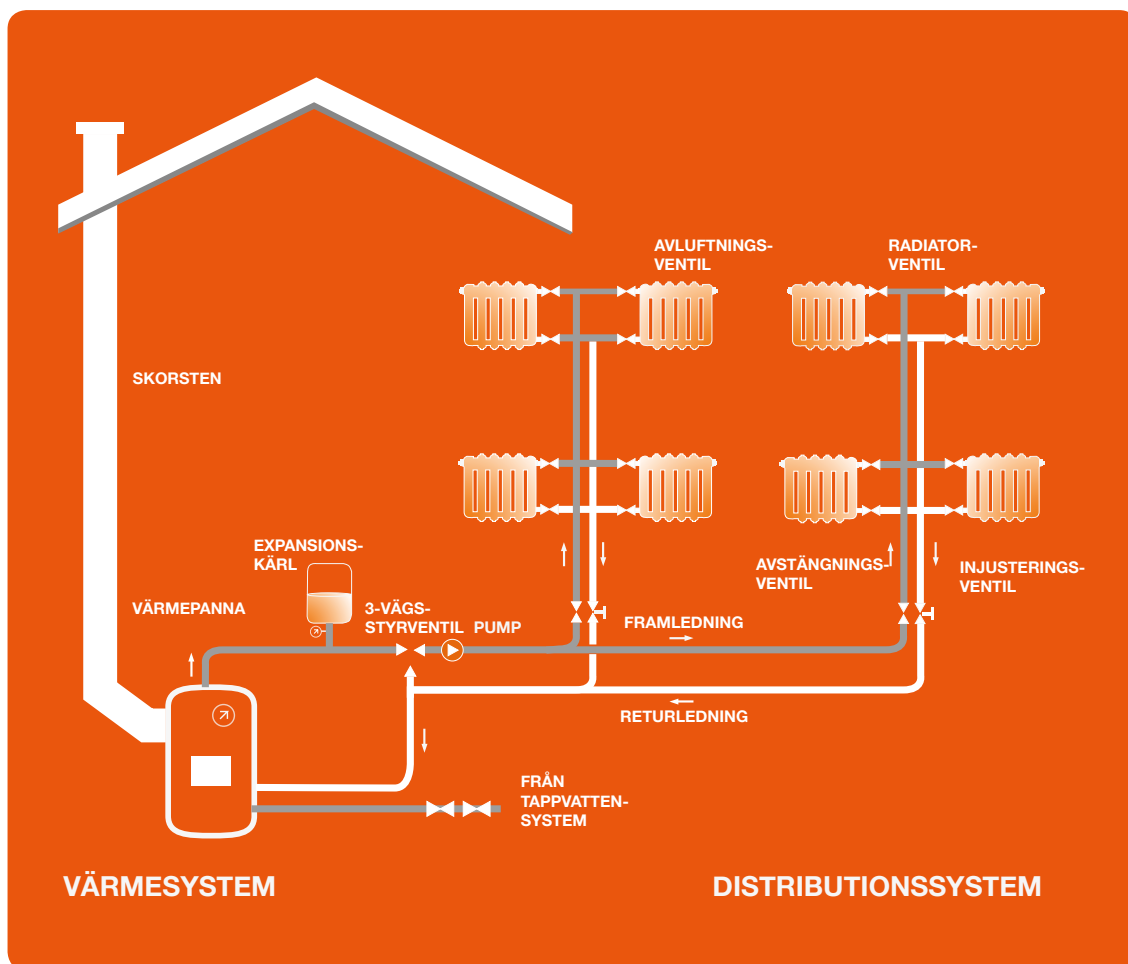 AVLUFTNINGS-
VENTIL
RADIATOR-
VENTIL
SKORSTEN
EXPANSIONS-
KÄRL
AVSTÄNGNINGS-
VENTIL
INJUSTERINGS-
VENTIL
VÄRMEPANNA
3-VÄGS-
STYRVENTIL PUMP
FRAMLEDNING
RETURLEDNING
FRÅN
TAPPVATTEN-
SYSTEM
VÄRMESYSTEM
DISTRIBUTIONSSYSTEM